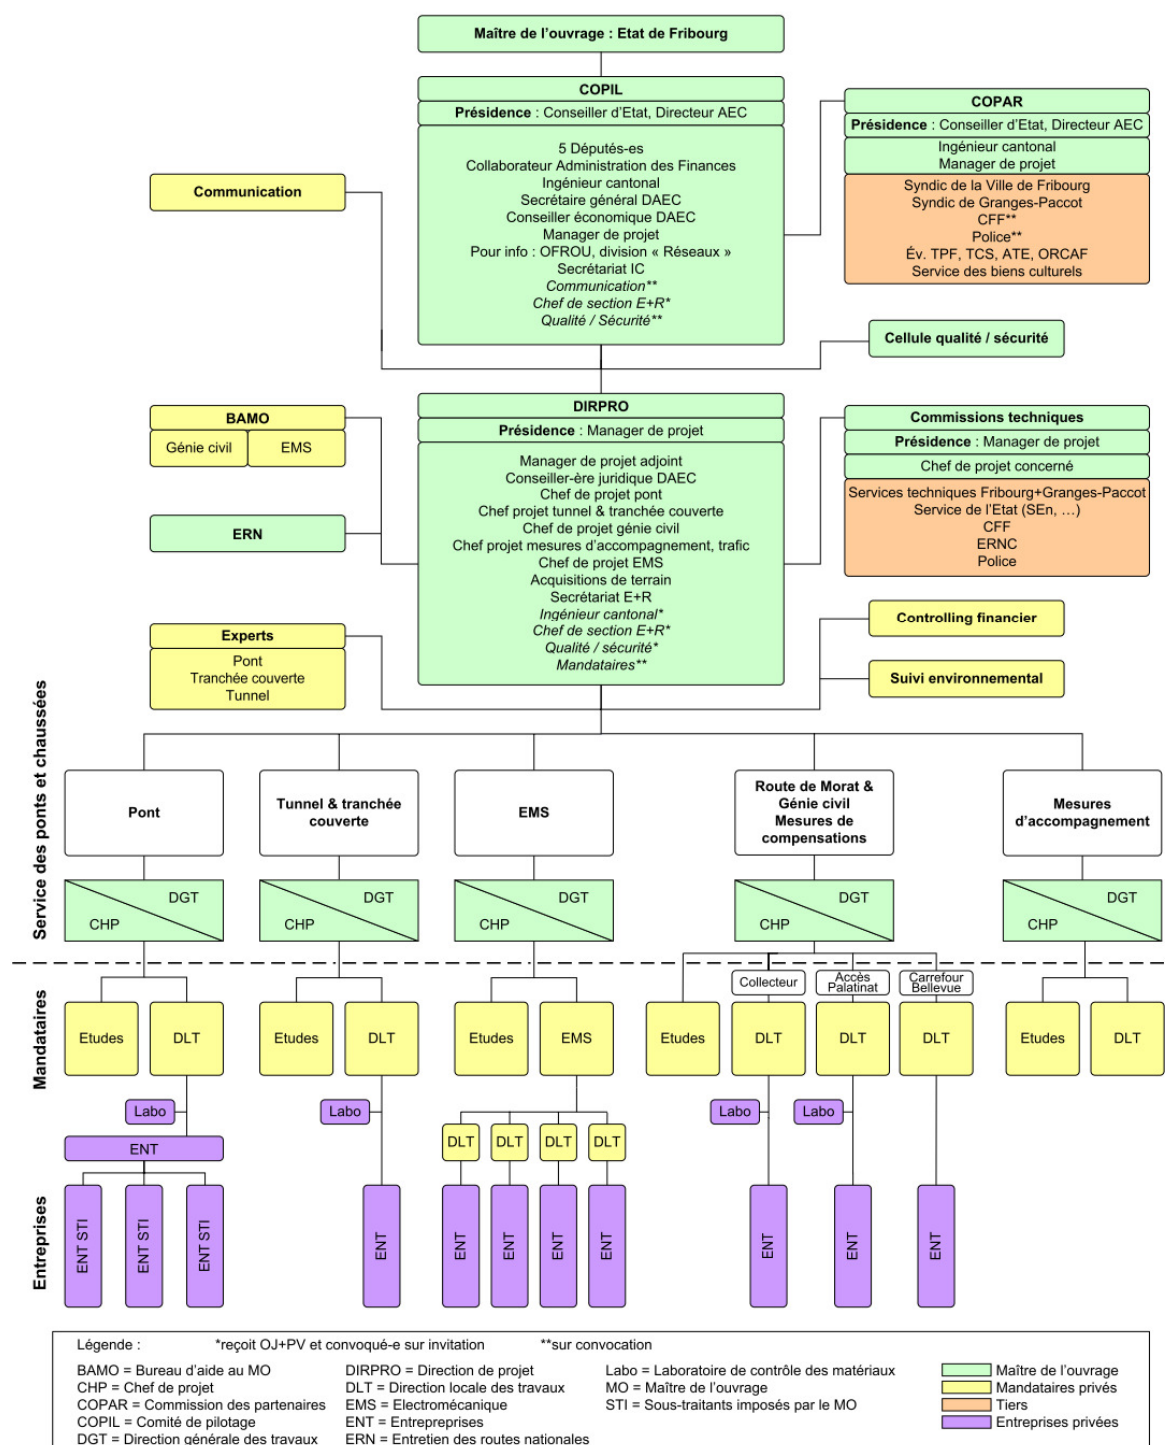 Maître de l'ouvrage : Etat de Fribourg
COPIL
Présidence : Conseiller d'Etat, Directeur AEC
5 Députés-es
Collaborateur Administration des Finances
Ingénieur cantonal
Secrétaire général DAEC
Conseiller économique DAEC
Manager de projet
Pour info : OFROU, division « Réseaux »
Secrétariat IC
Communication**
Chef de section E+R*
Qualité / Sécurité**
COPAR
Présidence : Conseiller d'Etat, Directeur AEC
Ingénieur cantonal
Manager de projet
Syndic de la Ville de Fribourg
Syndic de Granges-Paccot
CFF**
Police**
Év. TPF, TCS, ATE, ORCAF
Service des biens culturels
Communication
Cellule qualité / sécurité
BAMO
Génie civil
EMS
ERN
DIRPRO
Présidence : Manager de projet
Manager de projet adjoint
Conseiller-ère juridique DAEC
Chef de projet pont
Chef projet tunnel & tranchée couverte
Chef de projet génie civil
Chef projet mesures d'accompagnement, trafic
Chef de projet EMS
Acquisitions de terrain
Secrétariat E+R
Ingénieur cantonal*
Chef de section E+R*
Qualité / sécurité*
Mandataires**
Commissions techniques
Présidence : Manager de projet
Chef de projet concerné
Services techniques Fribourg+Granges-Paccot
Service de l'Etat (SEn, …)
CFF
ERNC
Police
Experts
Pont
Tranchée couverte
Tunnel
Controlling financier
Suivi environnemental
Service des ponts et chaussées
Pont
Tunnel & tranchée
couverte
EMS
Route de Morat &
Génie civil
Mesures de
compensations
Mesures
d'accompagnement
DGT
CHP
DGT
CHP
DGT
CHP
DGT
CHP
DGT
CHP
Mandataires
Collecteur
Accès
Palatinat
Carrefour
Bellevue
Etudes
DLT
Etudes
DLT
Etudes
EMS
Etudes
DLT
DLT
DLT
Etudes
DLT
Labo
Labo
Labo
Labo
DLT
DLT
DLT
DLT
Entreprises
ENT
ENT STI
ENT STI
ENT STI
ENT
ENT
ENT
ENT
ENT
ENT
ENT
ENT
Légende : *reçoit OJ+PV et convoqué-e sur invitation **sur convocation
BAMO = Bureau d'aide au MO
CHP = Chef de projet
COPAR = Commission des partenaires
COPIL = Comité de pilotage
DGT = Direction générale des travaux
DIRPRO = Direction de projet
DLT = Direction locale des travaux
EMS = Electromécanique
ENT = Entrepreprises
ERN = Entretien des routes nationales
Labo = Laboratoire de contrôle des matériaux
MO = Maître de l'ouvrage
STI = Sous-traitants imposés par le MO
Maître de l'ouvrage
Mandataires privés
Tiers
Entreprises privées